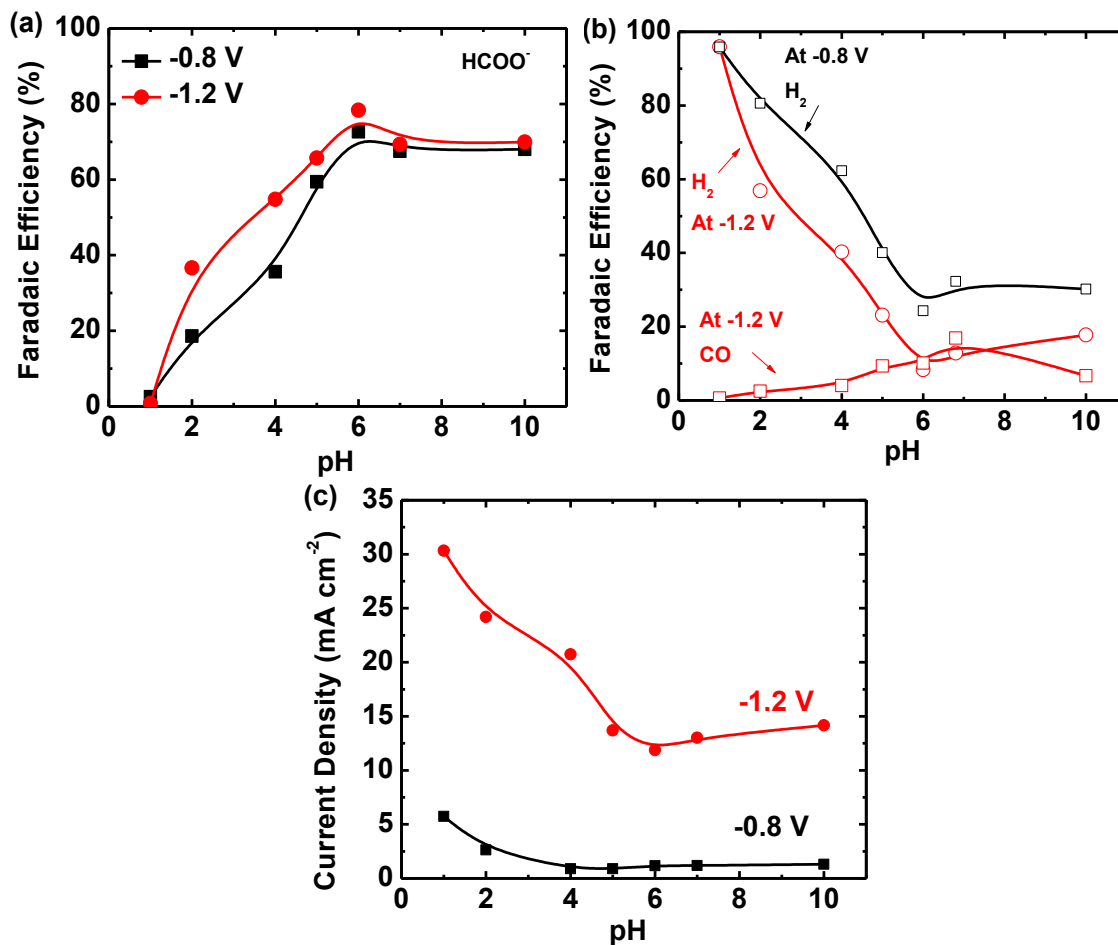 (a)
100
80
60
40
20
0
Faradaic Efficiency (%)
-0.8 V
-1.2 V
HCOO⁻
0 2 4 6 8 10
pH
(b)
100
80
60
40
20
0
Faradaic Efficiency (%)
At -0.8 V
H₂
H₂
At -1.2 V
At -1.2 V
CO
0 2 4 6 8 10
pH
(c)
35
30
25
20
15
10
5
0
Current Density (mA cm⁻²)
-1.2 V
-0.8 V
0 2 4 6 8 10
pH